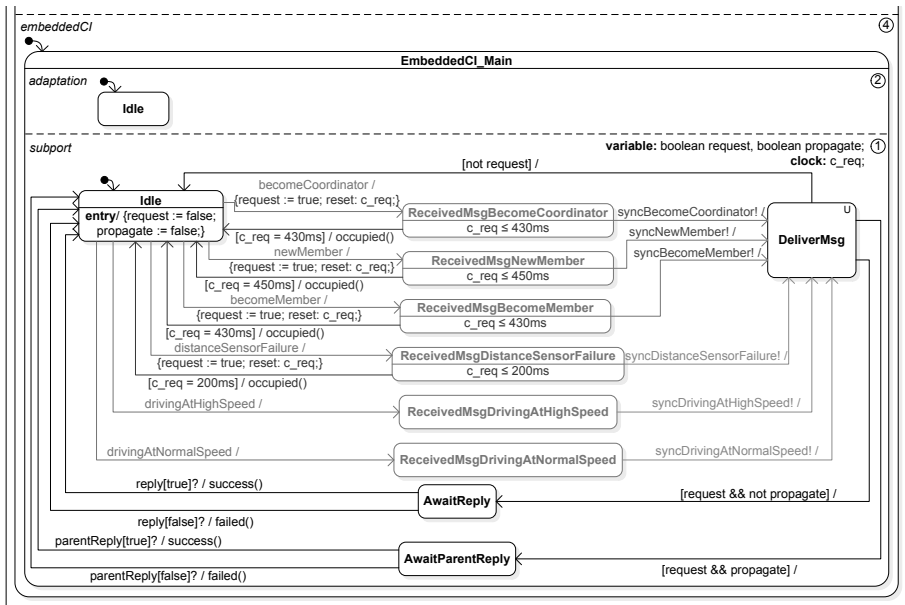 embeddedCI
4
EmbeddedCI_Main
adaptation
2
Idle
subport
variable: boolean request, boolean propagate;
1
clock: c_req;
[not request] /
becomeCoordinator /
{request := true; reset: c_req;}
Idle
entry/ {request := false;
propagate := false;}
ReceivedMsgBecomeCoordinator
c_req ≤ 430ms
syncBecomeCoordinator! /
U
DeliverMsg
[c_req = 430ms] / occupied()
newMember /
{request := true; reset: c_req;}
ReceivedMsgNewMember
c_req ≤ 450ms
syncNewMember! /
syncBecomeMember! /
[c_req = 450ms] / occupied()
becomeMember /
{request := true; reset: c_req;}
ReceivedMsgBecomeMember
c_req ≤ 430ms
[c_req = 430ms] / occupied()
distanceSensorFailure /
{request := true; reset: c_req;}
ReceivedMsgDistanceSensorFailure
c_req ≤ 200ms
syncDistanceSensorFailure! /
[c_req = 200ms] / occupied()
drivingAtHighSpeed /
ReceivedMsgDrivingAtHighSpeed
syncDrivingAtHighSpeed! /
drivingAtNormalSpeed /
ReceivedMsgDrivingAtNormalSpeed
syncDrivingAtNormalSpeed! /
reply[true]? / success()
AwaitReply
[request && not propagate] /
reply[false]? / failed()
parentReply[true]? / success()
AwaitParentReply
[request && propagate] /
parentReply[false]? / failed()